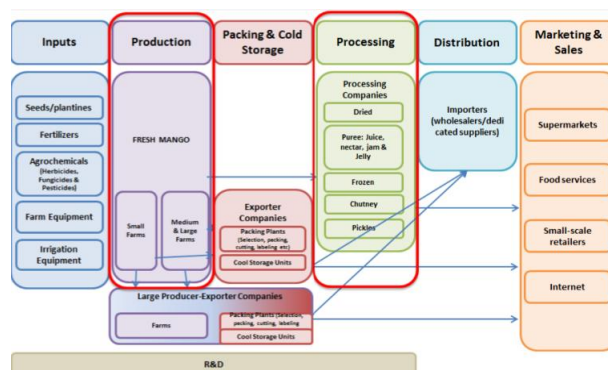 Inputs
Production
Packing & Cold
Storage
Processing
Distribution
Marketing &
Sales
Seeds/plantines
Fertilizers
Agrochemicals
(Herbicides,
Fungicides &
Pesticides)
Farm Equipment
Irrigation
Equipment
FRESH MANGO
Small
Farms
Medium
& Large
Farms
Exporter
Companies
Packing Plants
(Selection, packing,
cutting, labeling etc)
Cool Storage Units
Processing
Companies
Dried
Puree: Juice,
nectar, jam &
Jelly
Frozen
Chutney
Pickles
Importers
(wholesalers/dedi
cated suppliers)
Supermarkets
Food services
Small-scale
retailers
Internet
Large Producer-Exporter Companies
Farms
Packing Plants (Selection,
packing, cutting, labeling
Cool Storage Units
R&D